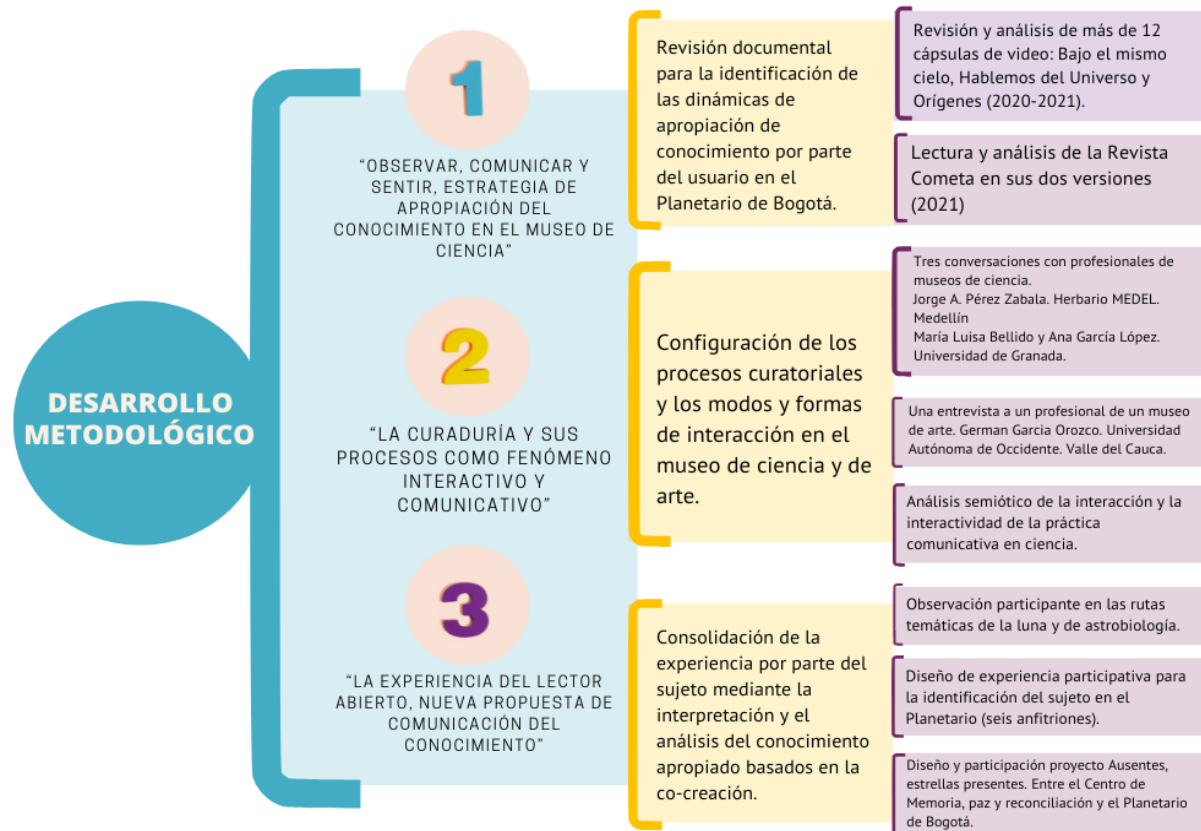 DESARROLLO
METODOLÓGICO
1
“OBSERVAR, COMUNICAR Y
SENTIR, ESTRATEGIA DE
APROPIACIÓN DEL
CONOCIMIENTO EN EL MUSEO DE
CIENCIA”
Revisión documental
para la identificación de
las dinámicas de
apropiación de
conocimiento por parte
del usuario en el
Planetario de Bogotá.
Revisión y análisis de más de 12
cápsulas de video: Bajo el mismo
cielo, Hablemos del Universo y
Orígenes (2020-2021).
Lectura y análisis de la Revista
Cometa en sus dos versiones
(2021)
2
“LA CURADURÍA Y SUS
PROCESOS COMO FENÓMENO
INTERACTIVO Y
COMUNICATIVO”
Configuración de los
procesos curatoriales
y los modos y formas
de interacción en el
museo de ciencia y de
arte.
Tres conversaciones con profesionales de
museos de ciencia.
Jorge A. Pérez Zabala. Herbario MEDEL.
Medellín
María Luisa Bellido y Ana García López.
Universidad de Granada.
Una entrevista a un profesional de un museo
de arte. German Garcia Orozco. Universidad
Autónoma de Occidente. Valle del Cauca.
Análisis semiótico de la interacción y la
interactividad de la práctica
comunicativa en ciencia.
3
“LA EXPERIENCIA DEL LECTOR
ABIERTO, NUEVA PROPUESTA DE
COMUNICACIÓN DEL
CONOCIMIENTO”
Consolidación de la
experiencia por parte del
sujeto mediante la
interpretación y el
análisis del conocimiento
apropiado basados en la
co-creación.
Observación participante en las rutas
temáticas de la luna y de astrobiología.
Diseño de experiencia participativa para
la identificación del sujeto en el
Planetario (seis anfitriones).
Diseño y participación proyecto Ausentes,
estrellas presentes. Entre el Centro de
Memoria, paz y reconciliación y el Planetario
de Bogotá.